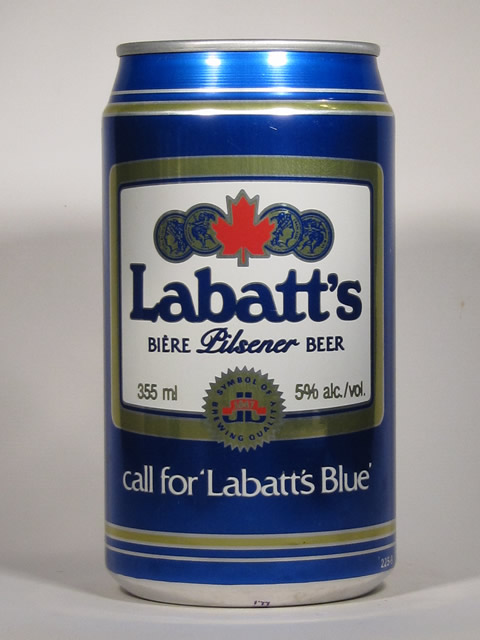 Labatt's
BIÈRE Pilsener BEER
355 ml 5% alc./vol.
SYMBOL OF
BREWING QUALITY
call for 'Labatt's Blue'